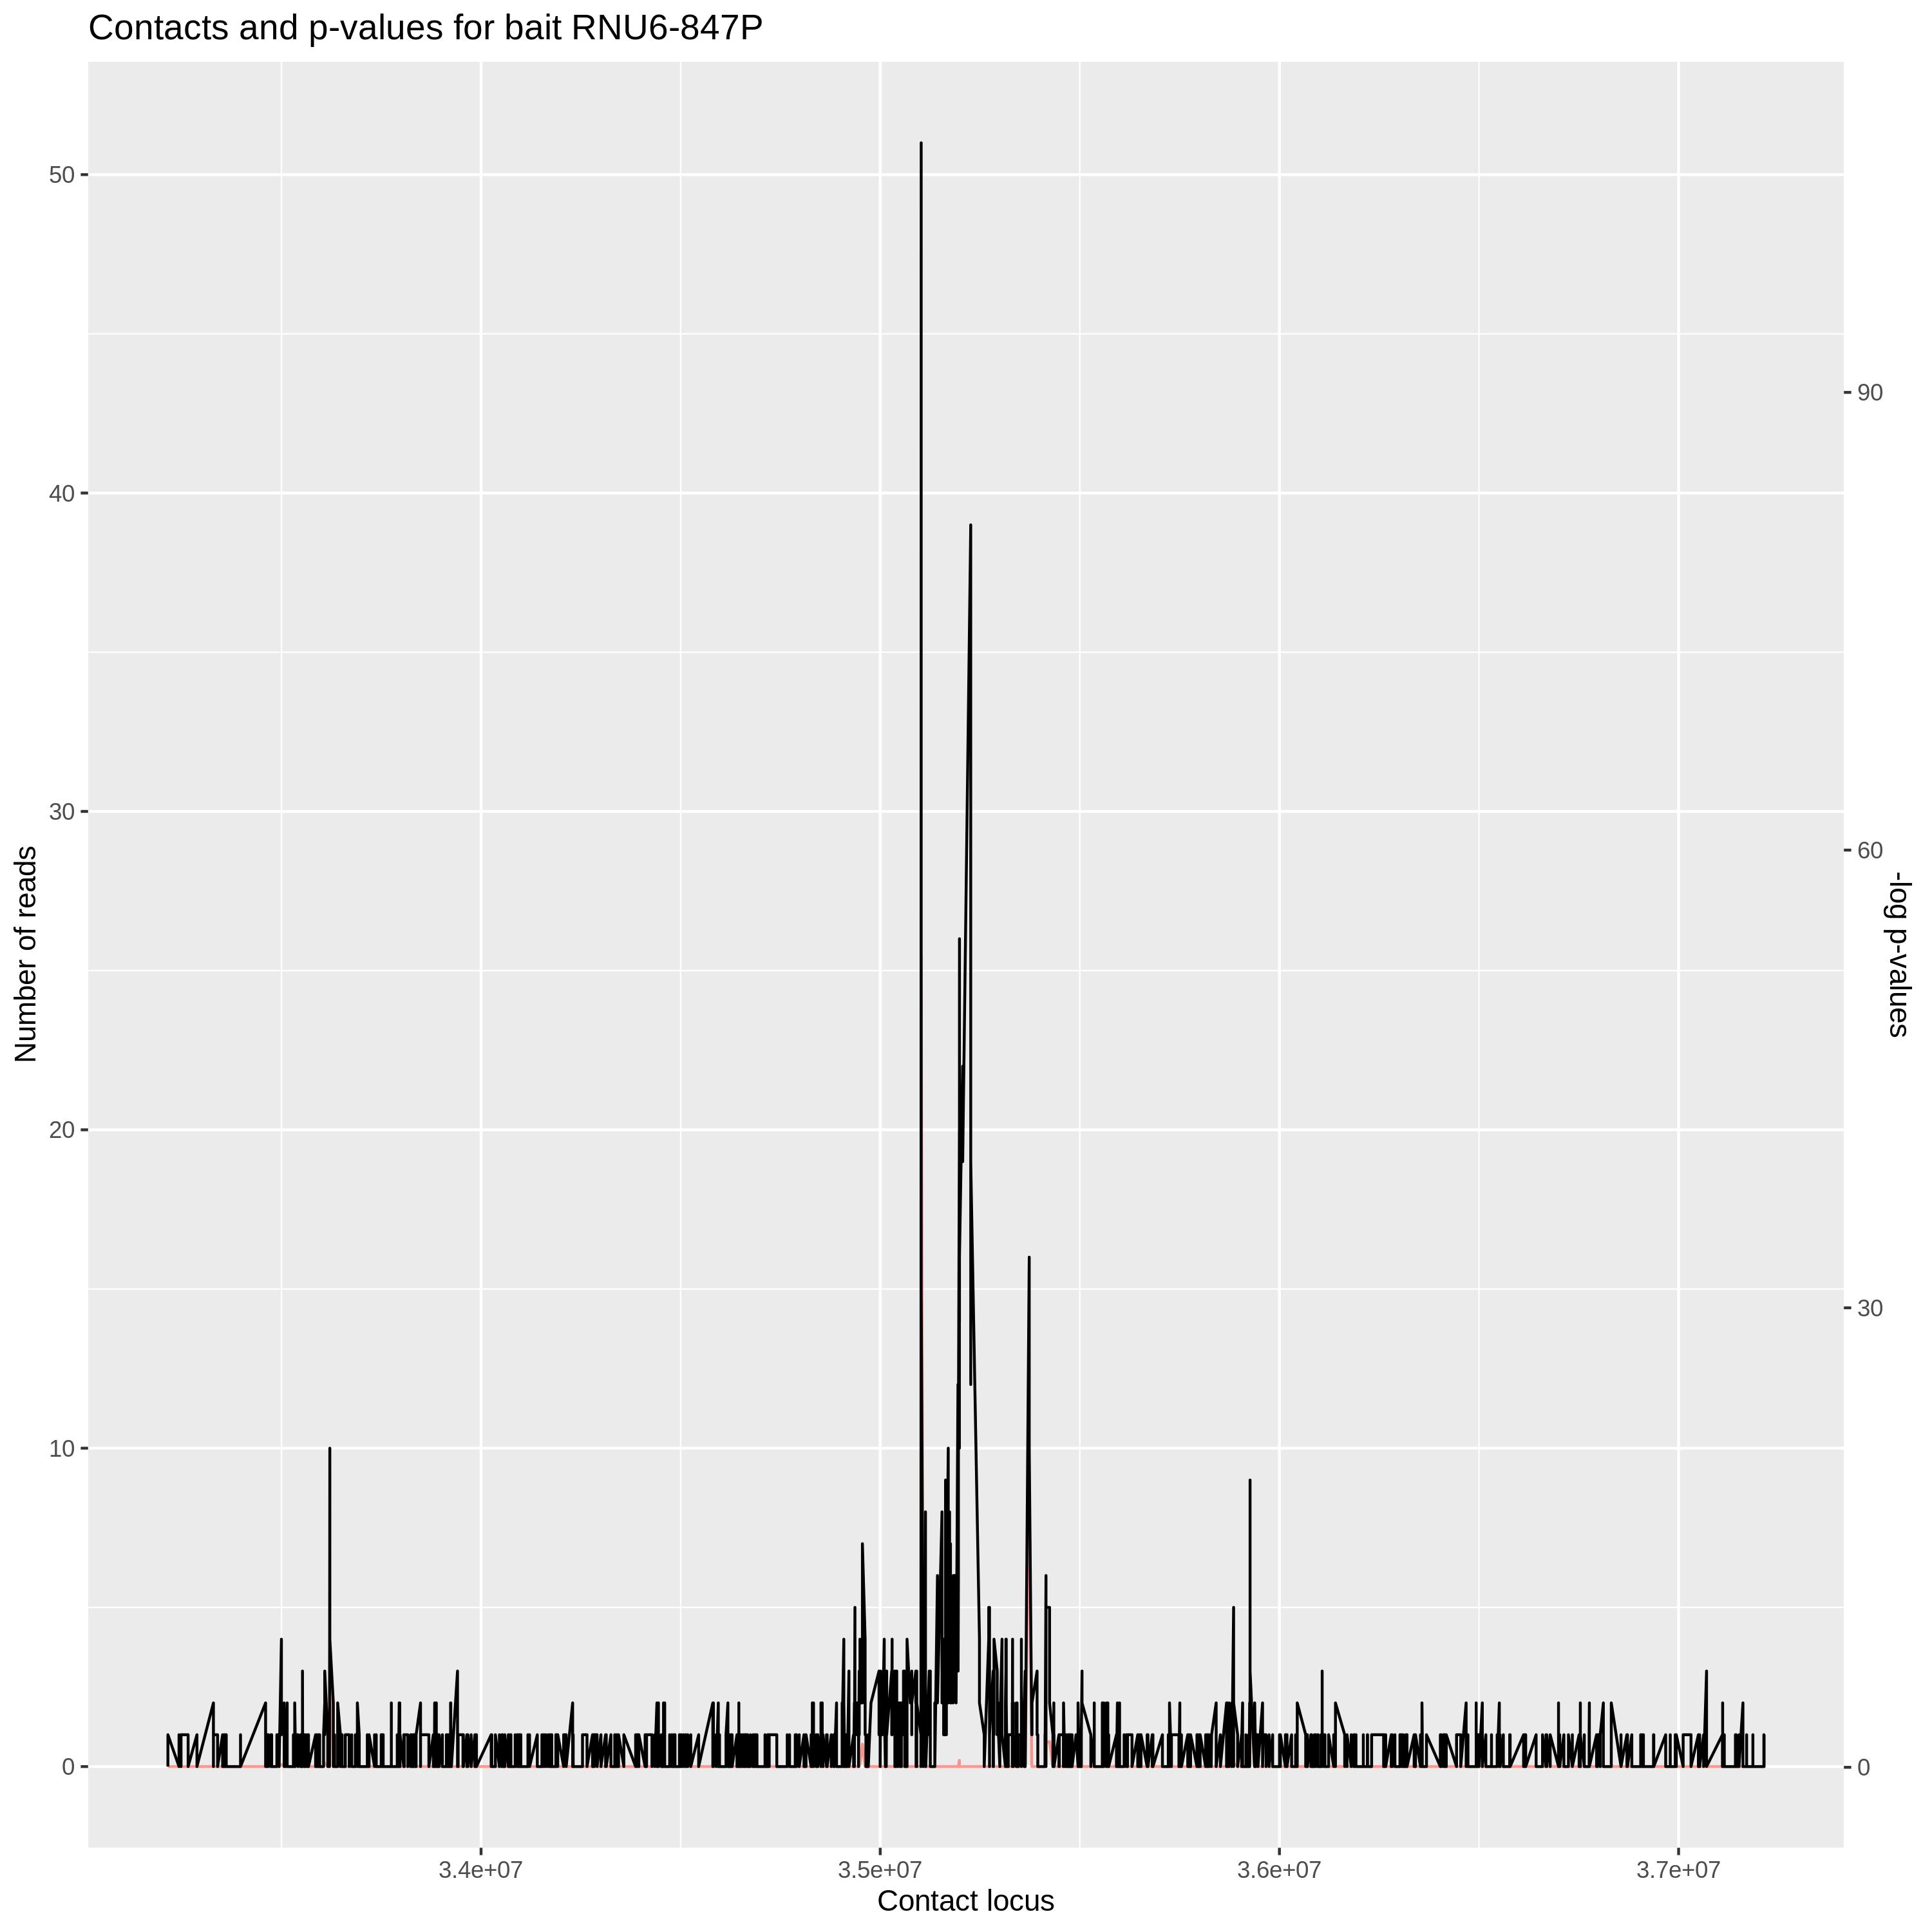 Contacts and p-values for bait RNU6-847P
50
40
30
20
10
0
Number of reads
90
60
30
0
-log p-values
3.4e+07
3.5e+07
3.6e+07
3.7e+07
Contact locus